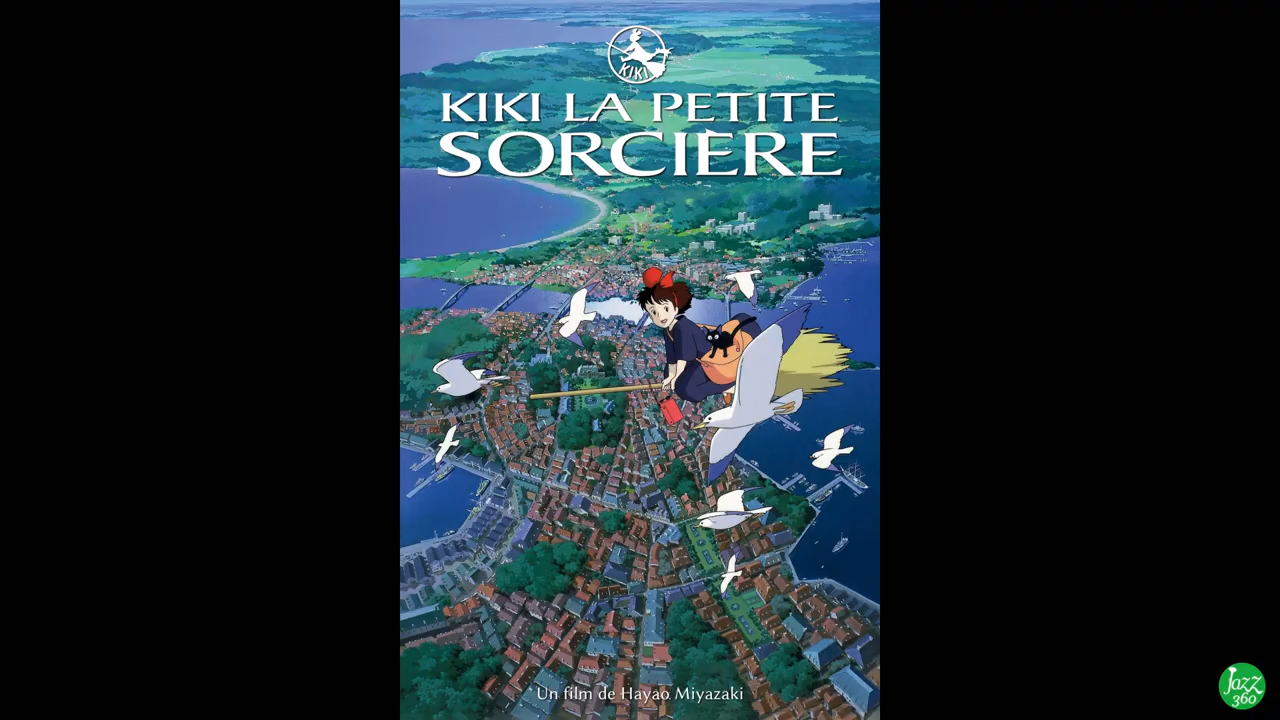 KIKI
KIKI LA PETITE
SORCIÈRE
Un film de Hayao Miyazaki
Jazz
360